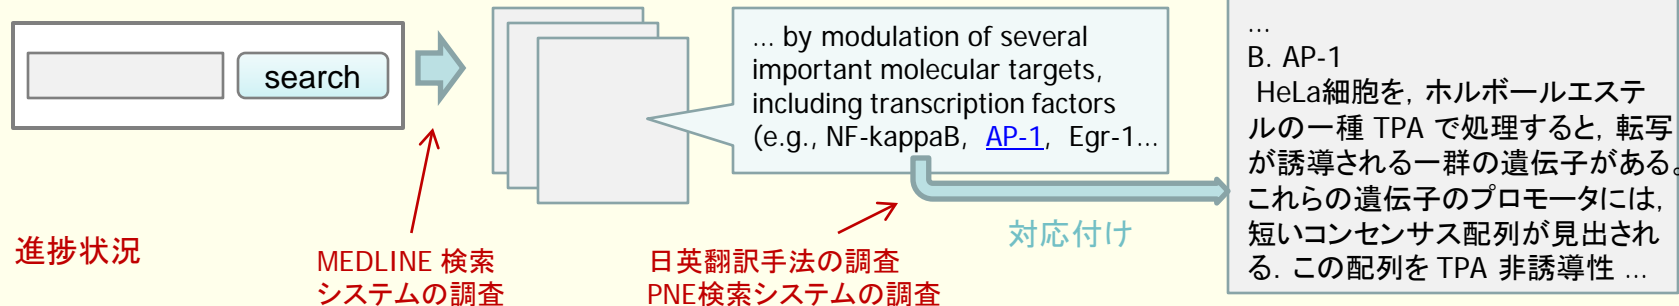 search
... by modulation of several
important molecular targets,
including transcription factors
(e.g., NF-kappaB, AP-1, Egr-1...
...
B. AP-1
HeLa細胞を, ホルボールエステ
ルの一種 TPA で処理すると, 転写
が誘導される一群の遺伝子がある。
これらの遺伝子のプロモータには,
短いコンセンサス配列が見出され
る. この配列を TPA 非誘導性 ...
対応付け
進捗状況
MEDLINE 検索
システムの調査
日英翻訳手法の調査
PNE検索システムの調査